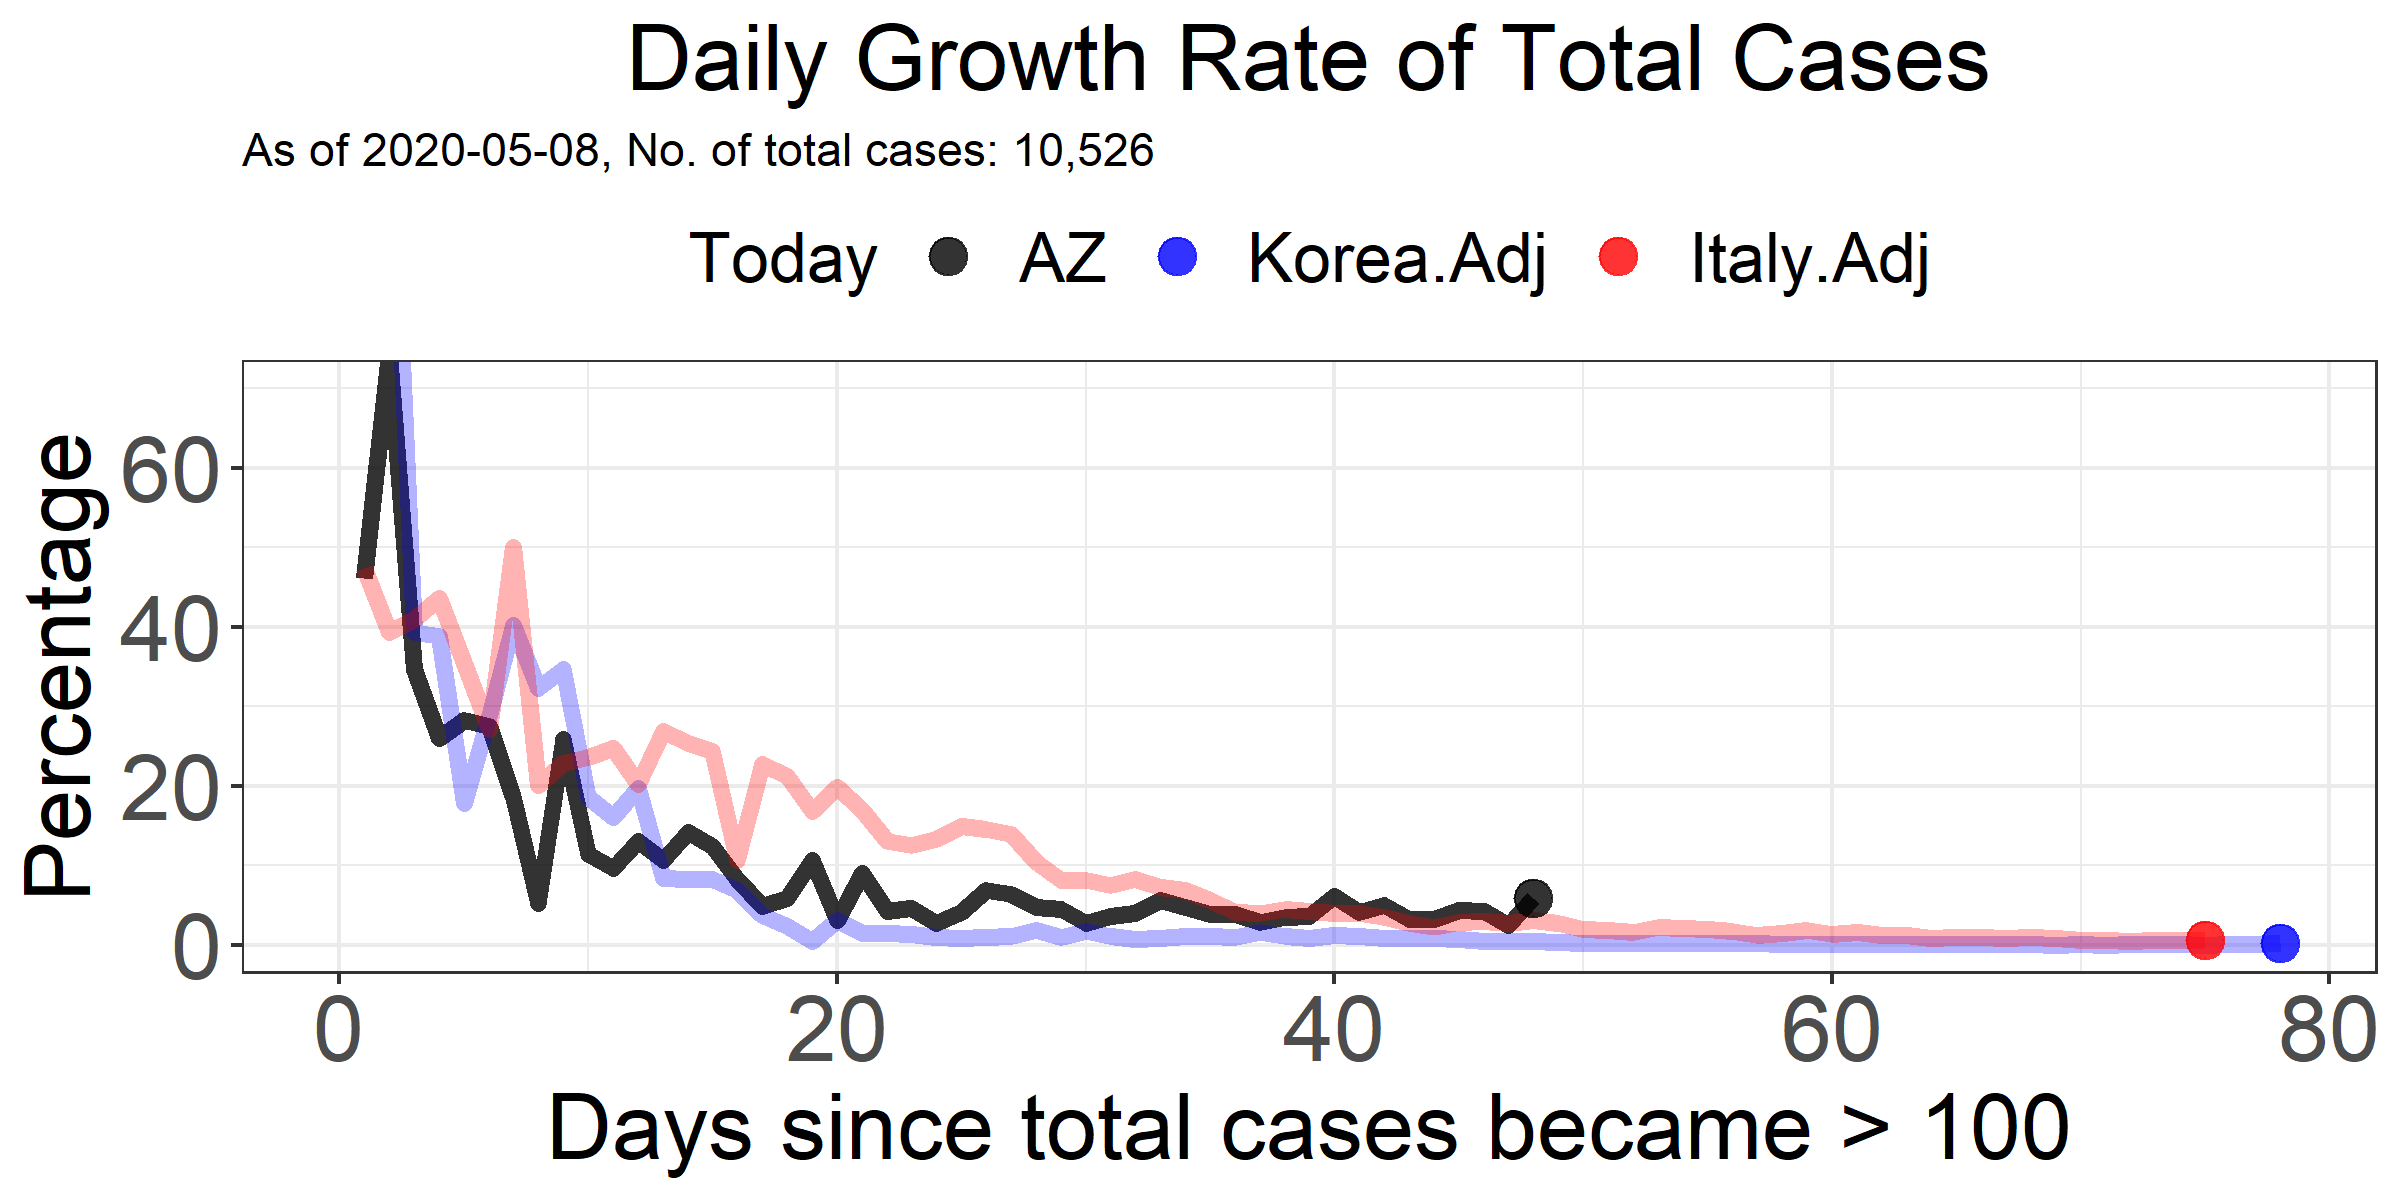 Daily Growth Rate of Total Cases
As of 2020-05-08, No. of total cases: 10,526
Today AZ Korea.Adj Italy.Adj
Percentage
60
40
20
0
0 20 40 60 80
Days since total cases became > 100